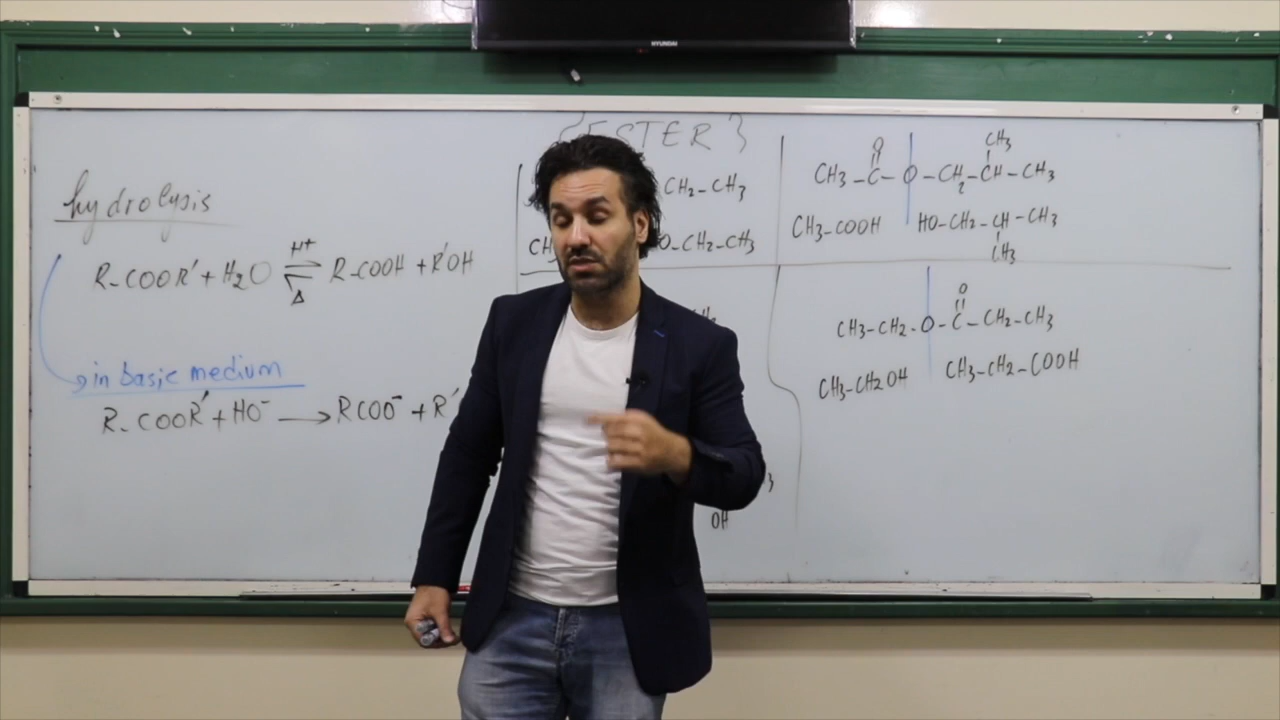 HYUNDAI
{ESTER}
hydrolysis
R-COOR' + H₂O ⇌ R-COOH + R'OH
H⁺
Δ
in basic medium
R-COOR' + HO⁻ ⟶ RCOO⁻ + R'
CH₂-CH₃
CH
O-CH₂-CH₃
OH
CH₃
O
CH₃-C-O-CH₂-CH-CH₃
CH₃-COOH HO-CH₂-CH-CH₃
CH₃
O
CH₃-CH₂-O-C-CH₂-CH₃
CH₃-CH₂OH CH₃-CH₂-COOH